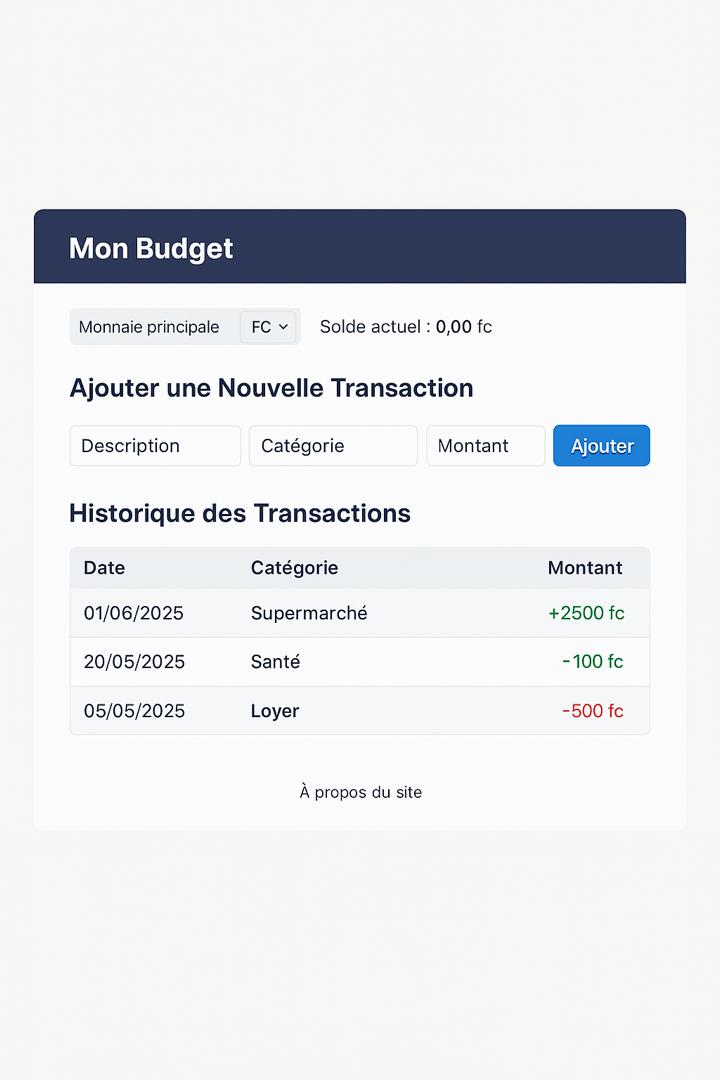 Mon Budget
Monnaie principale FC Solde actuel : 0,00 fc
Ajouter une Nouvelle Transaction
Description Catégorie Montant Ajouter
Historique des Transactions
Date Catégorie Montant
01/06/2025 Supermarché +2500 fc
20/05/2025 Santé -100 fc
05/05/2025 Loyer -500 fc
À propos du site